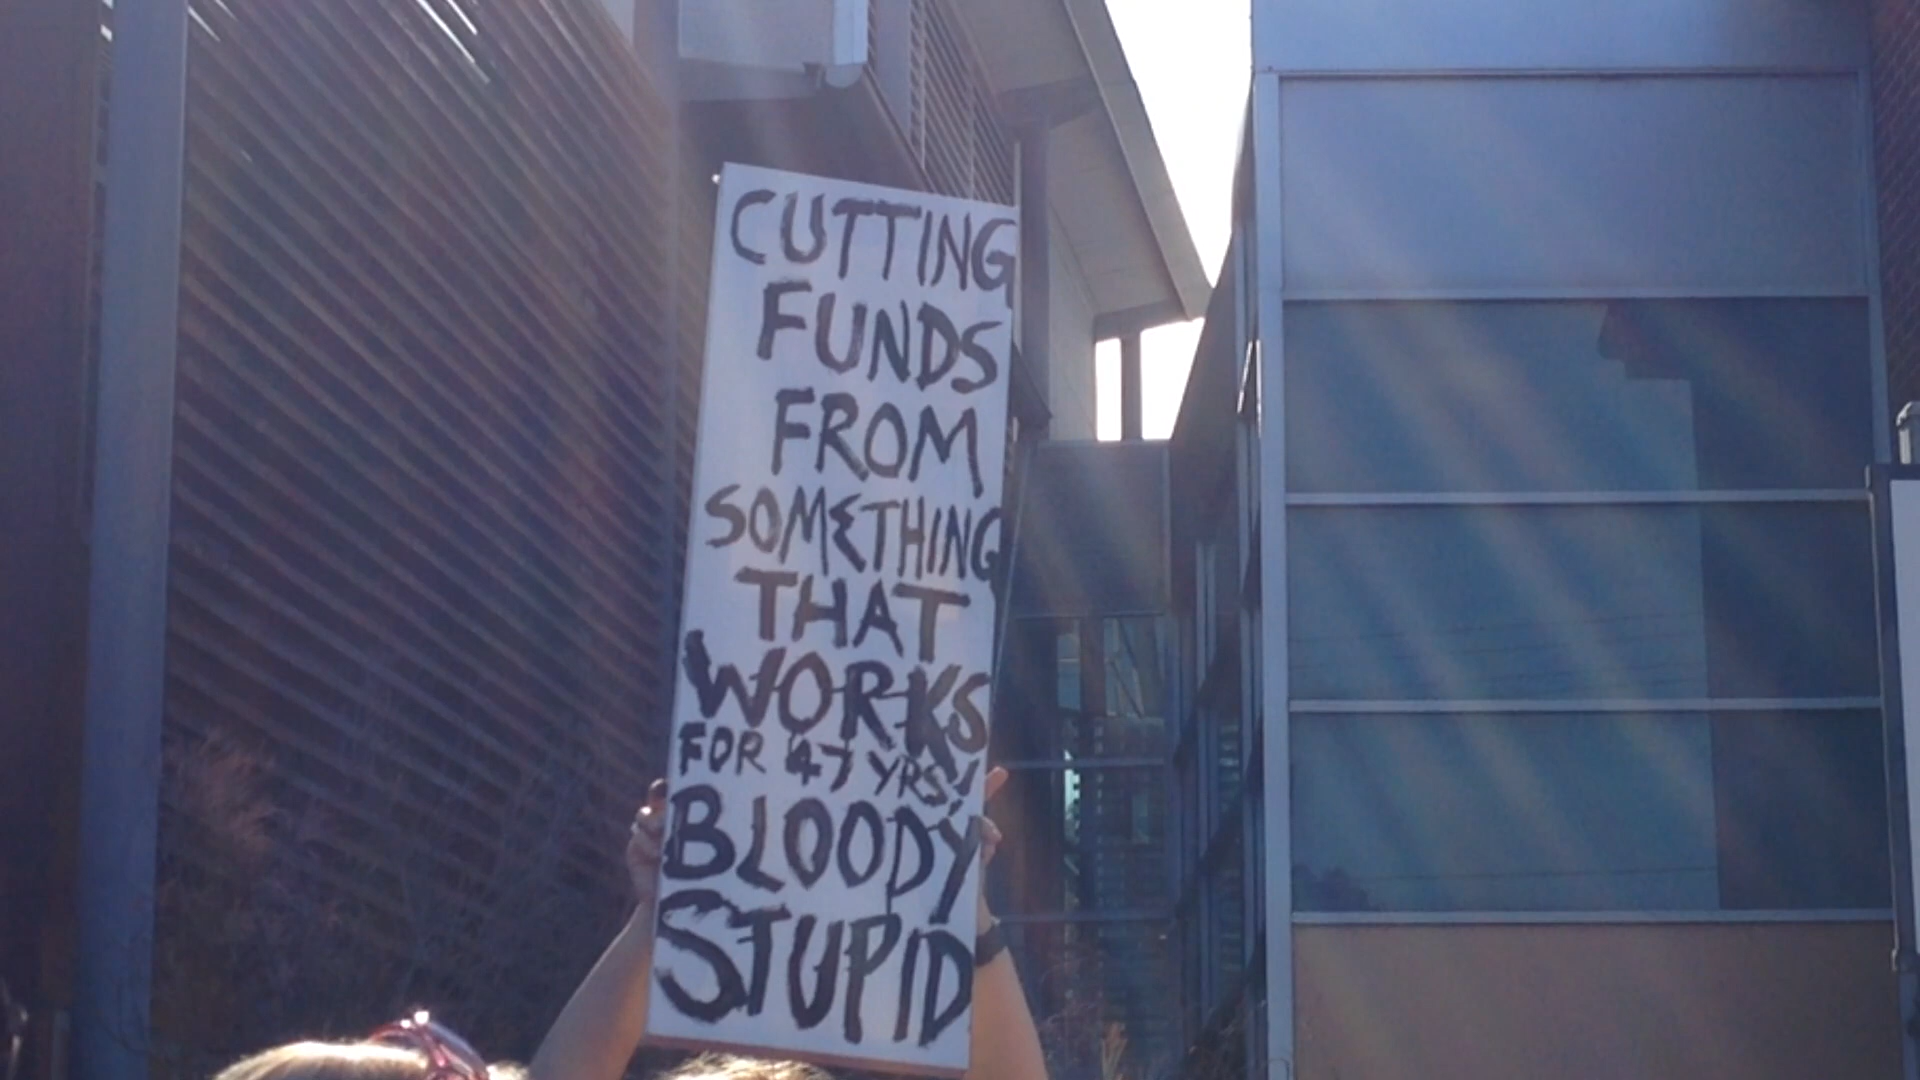 CUTTING
FUNDS
FROM
SOMETHING
THAT
WORKS
FOR 47 YRS!
BLOODY
STUPID